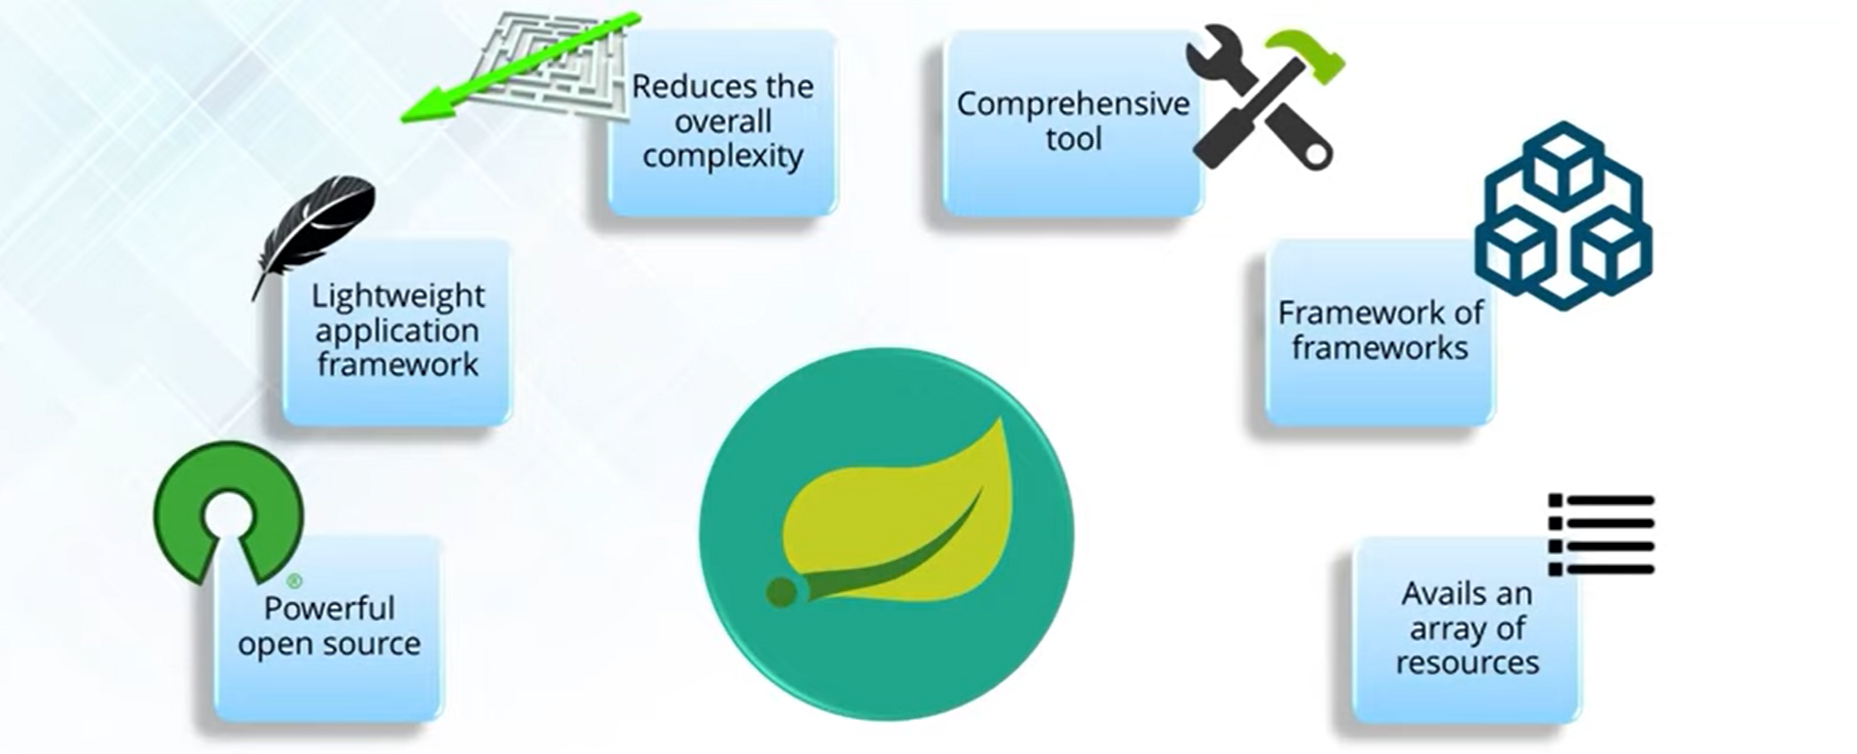 Reduces the
overall
complexity
Comprehensive
tool
Lightweight
application
framework
Framework of
frameworks
®
Powerful
open source
Avails an
array of
resources